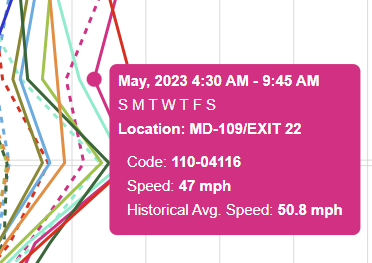 May, 2023 4:30 AM - 9:45 AM
S M T W T F S
Location: MD-109/EXIT 22
Code: 110-04116
Speed: 47 mph
Historical Avg. Speed: 50.8 mph